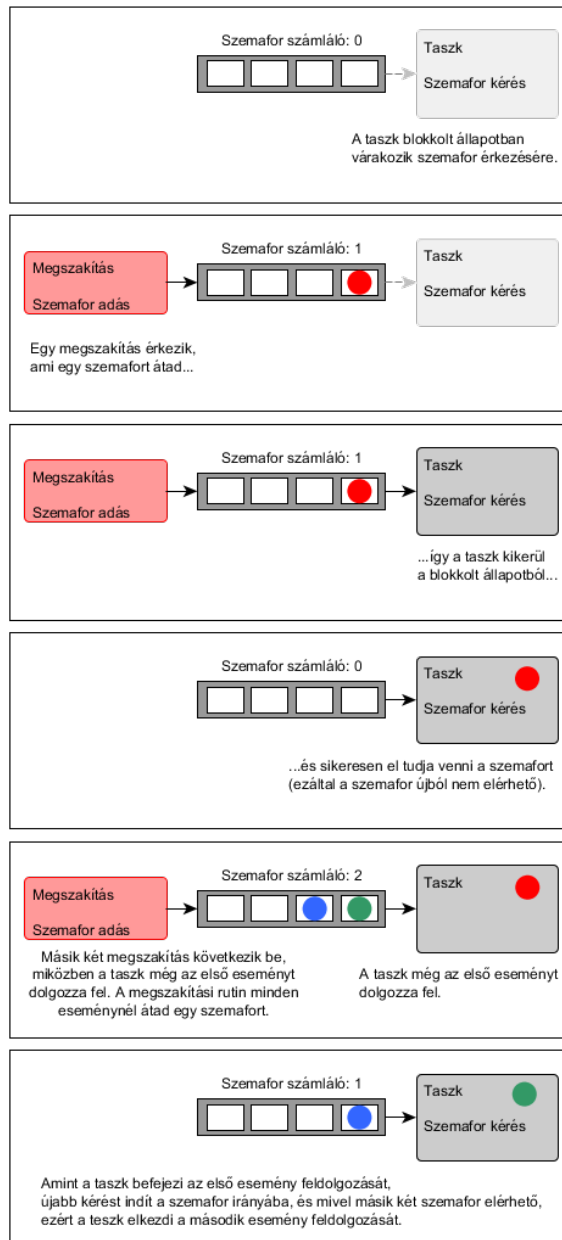 Szemafor számláló: 0
Taszk
Szemafor kérés
A taszk blokkolt állapotban
várakozik szemafor érkezésére.
Szemafor számláló: 1
Taszk
Megszakítás
Szemafor kérés
Szemafor adás
Egy megszakítás érkezik,
ami egy szemafort átad...
Szemafor számláló: 1
Taszk
Megszakítás
Szemafor kérés
Szemafor adás
...így a taszk kikerül
a blokkolt állapotból...
Szemafor számláló: 0
Taszk
Szemafor kérés
...és sikeresen el tudja venni a szemafort
(ezáltal a szemafor újból nem elérhető).
Szemafor számláló: 2
Taszk
Megszakítás
Szemafor adás
Másik két megszakítás következik be,
miközben a taszk még az első eseményt
dolgozza fel. A megszakítási rutin minden
eseménynél átad egy szemafort.
A taszk még az első eseményt
dolgozza fel.
Szemafor számláló: 1
Taszk
Szemafor kérés
Amint a taszk befejezi az első esemény feldolgozását,
újabb kérést indít a szemafor irányába, és mivel másik két szemafor elérhető,
ezért a teszk elkezdi a második esemény feldolgozását.